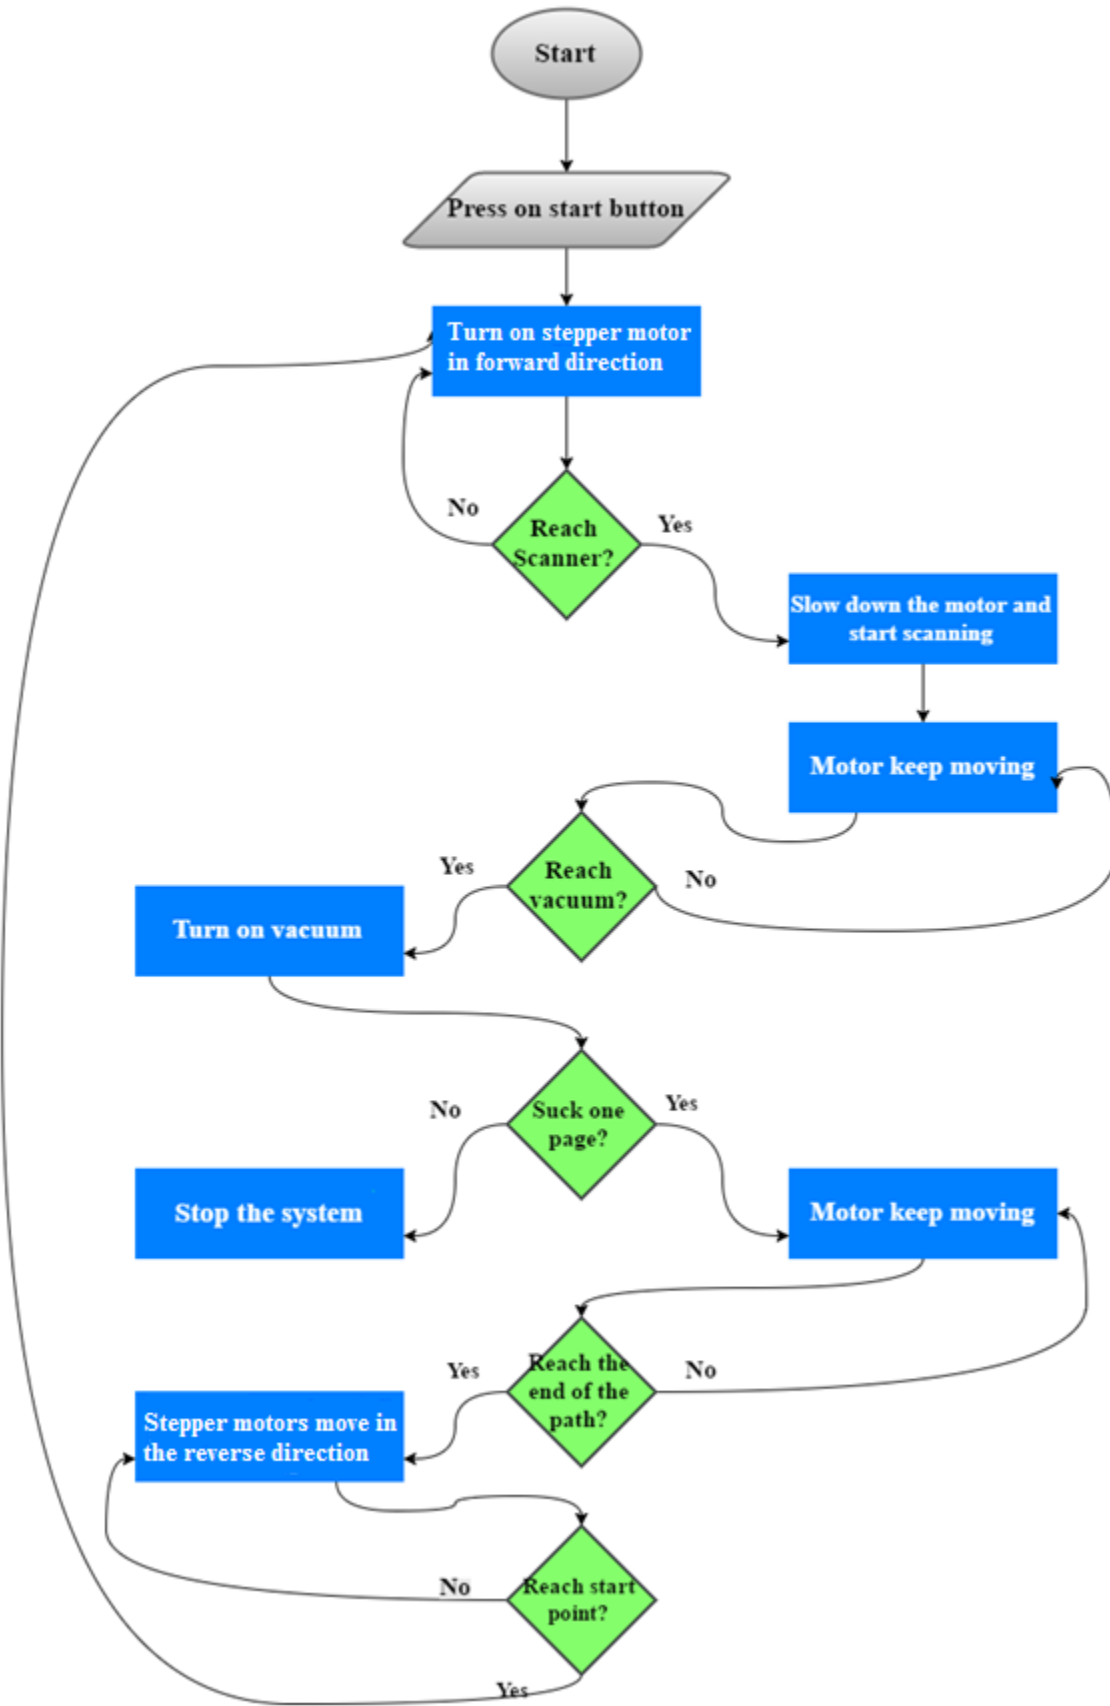 Start
Press on start button
Turn on stepper motor
in forward direction
No
Yes
Reach
Scanner?
Slow down the motor and
start scanning
Motor keep moving
Yes
Reach
vacuum?
No
Turn on vacuum
No
Suck one
page?
Yes
Stop the system
Motor keep moving
Yes
Reach the
end of the
path?
No
Stepper motors move in
the reverse direction
No
Reach start
point?
Yes